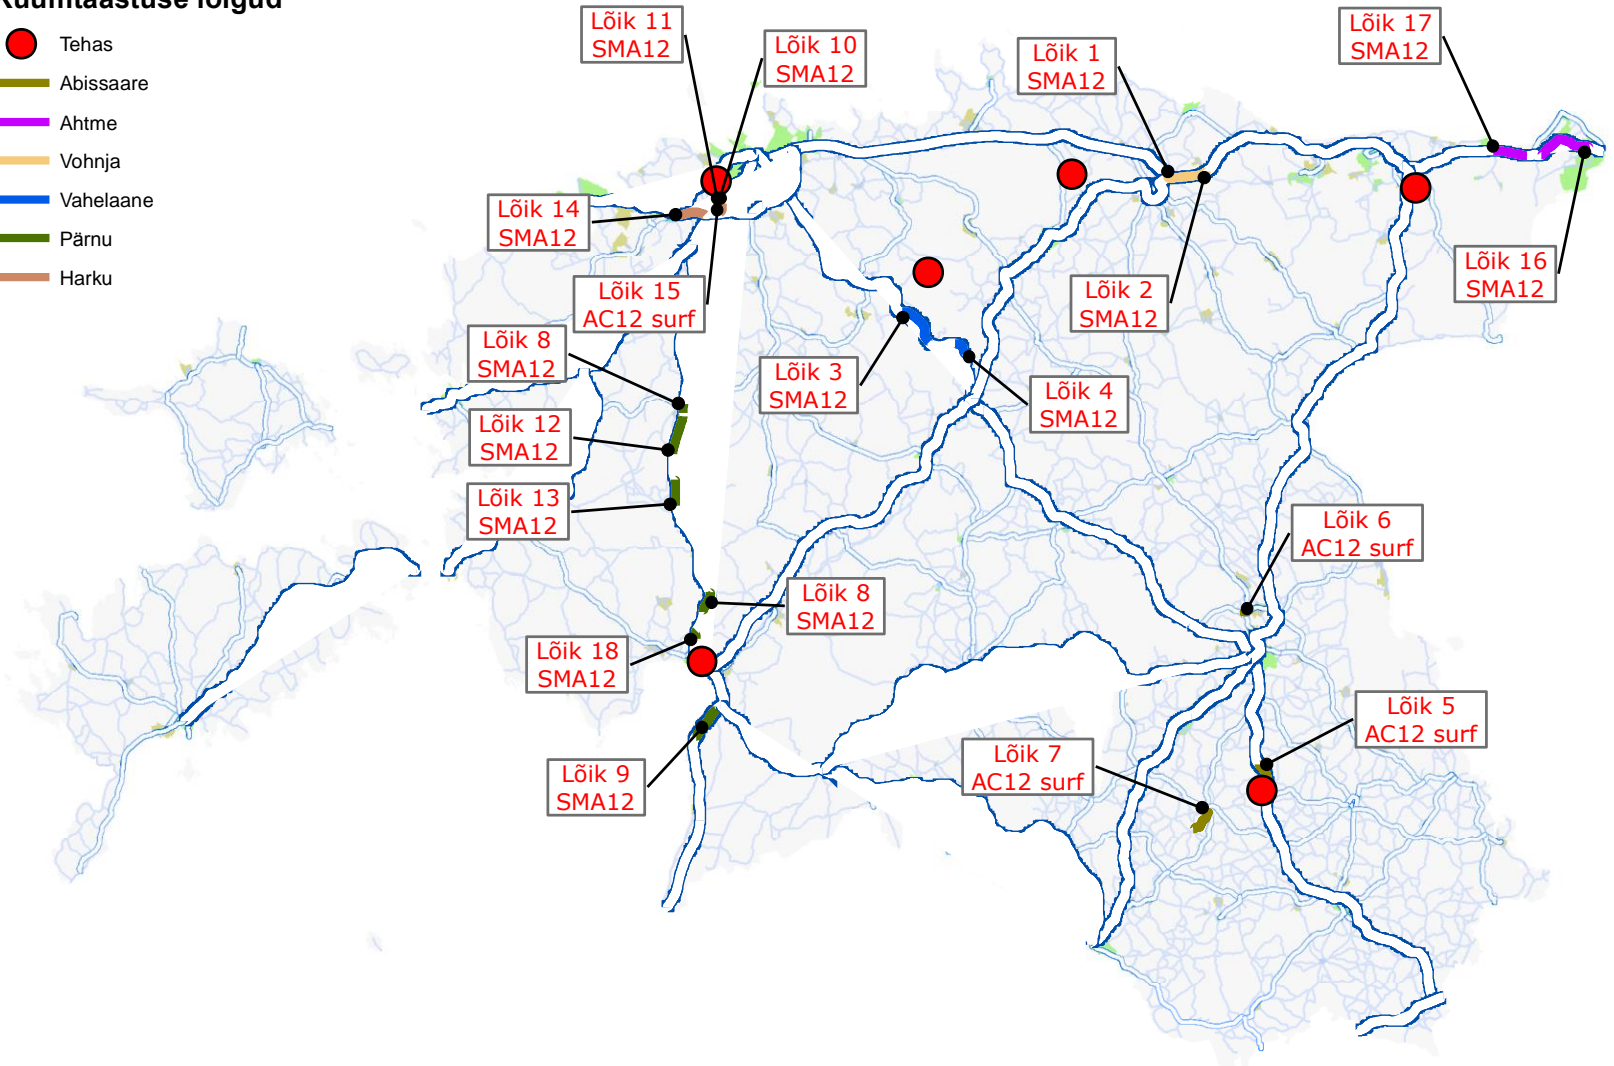 Kuumtaastuse lõigud
Tehas
Abissaare
Ahtme
Vohnja
Vahelaane
Pärnu
Harku
Lõik 11
SMA12
Lõik 10
SMA12
Lõik 1
SMA12
Lõik 17
SMA12
Lõik 14
SMA12
Lõik 15
AC12 surf
Lõik 2
SMA12
Lõik 16
SMA12
Lõik 8
SMA12
Lõik 3
SMA12
Lõik 4
SMA12
Lõik 12
SMA12
Lõik 13
SMA12
Lõik 6
AC12 surf
Lõik 8
SMA12
Lõik 18
SMA12
Lõik 5
AC12 surf
Lõik 7
AC12 surf
Lõik 9
SMA12